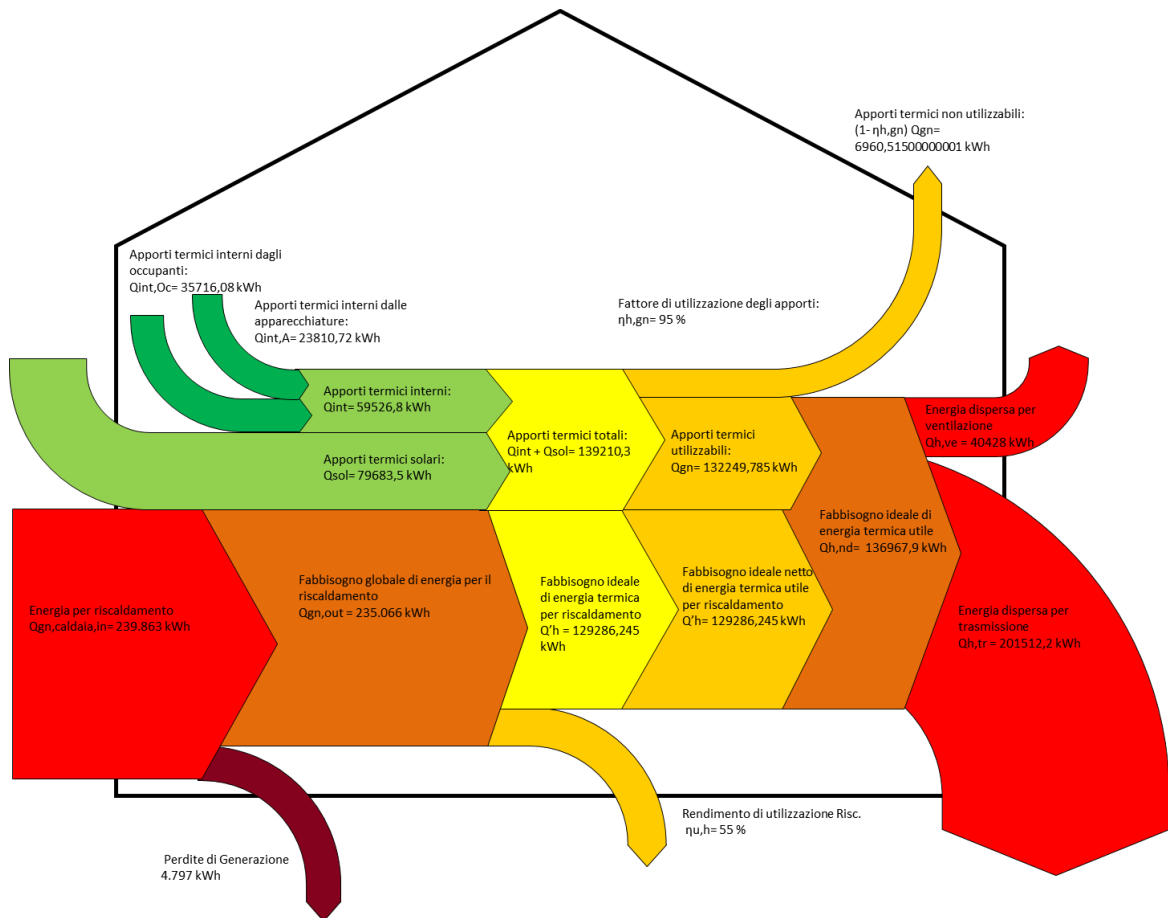 Apporti termici non utilizzabili:
(1- ηh,gn) Qgn=
6960,51500000001 kWh
Apporti termici interni dagli
occupanti:
Qint,Oc= 35716,08 kWh
Apporti termici interni dalle
apparecchiature:
Qint,A= 23810,72 kWh
Fattore di utilizzazione degli apporti:
ηh,gn= 95 %
Apporti termici interni:
Qint= 59526,8 kWh
Apporti termici solari:
Qsol= 79683,5 kWh
Apporti termici totali:
Qint + Qsol= 139210,3
kWh
Apporti termici
utilizzabili:
Qgn= 132249,785 kWh
Energia dispersa per
ventilazione
Qh,ve = 40428 kWh
Fabbisogno ideale di
energia termica utile
Qh,nd= 136967,9 kWh
Energia per riscaldamento
Qgn,caldaIa,In= 239.863 kWh
Fabbisogno globale di energia per il
riscaldamento
Qgn,out = 235.066 kWh
Fabbisogno ideale
di energia termica
per riscaldamento
Q'h = 129286,245
kWh
Fabbisogno ideale netto
di energia termica utile
per riscaldamento
Q'h= 129286,245 kWh
Energia dispersa per
trasmissione
Qh,tr = 201512,2 kWh
Rendimento di utilizzazione Risc.
ηu,h= 55 %
Perdite di Generazione
4.797 kWh